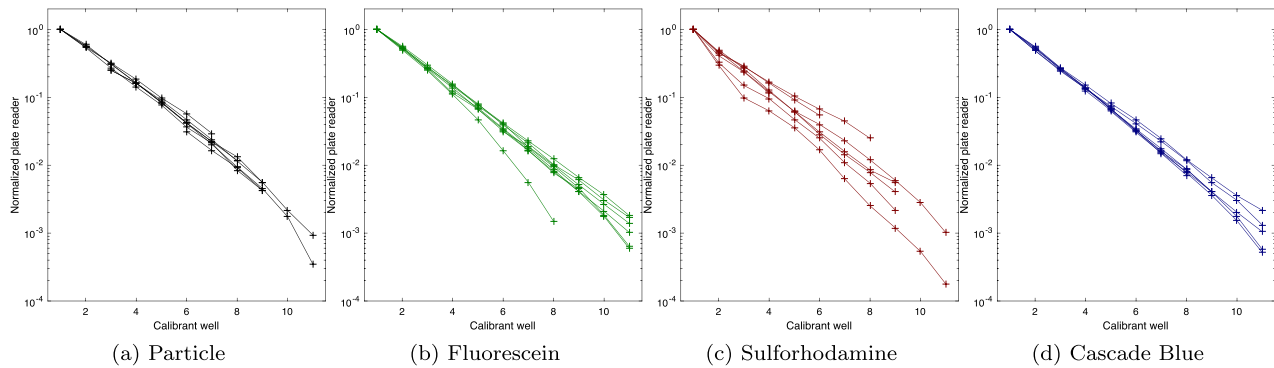 Normalized plate reader
10^0
10^-1
10^-2
10^-3
10^-4
2 4 6 8 10
Calibrant well
(a) Particle
Normalized plate reader
10^0
10^-1
10^-2
10^-3
10^-4
2 4 6 8 10
Calibrant well
(b) Fluorescein
Normalized plate reader
10^0
10^-1
10^-2
10^-3
10^-4
2 4 6 8 10
Calibrant well
(c) Sulforhodamine
Normalized plate reader
10^0
10^-1
10^-2
10^-3
10^-4
2 4 6 8 10
Calibrant well
(d) Cascade Blue